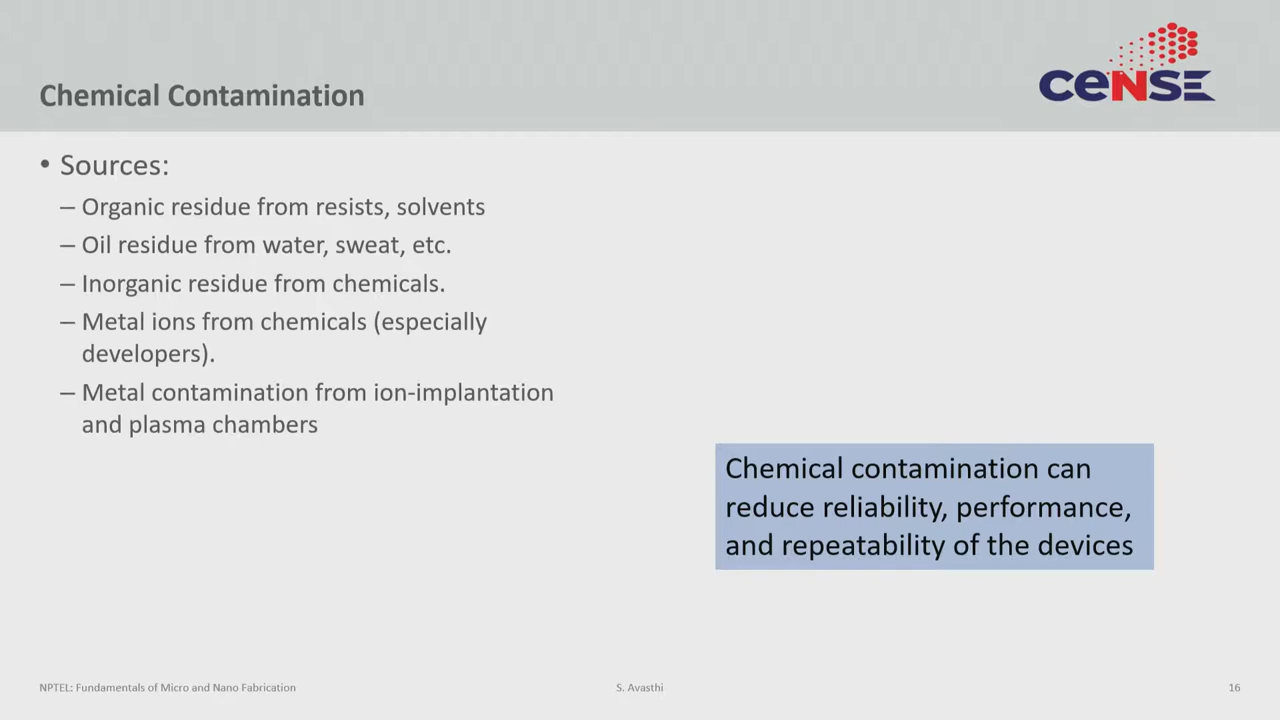 Chemical Contamination
ceNSE
• Sources:
– Organic residue from resists, solvents
– Oil residue from water, sweat, etc.
– Inorganic residue from chemicals.
– Metal ions from chemicals (especially
developers).
– Metal contamination from ion-implantation
and plasma chambers
Chemical contamination can
reduce reliability, performance,
and repeatability of the devices
NPTEL: Fundamentals of Micro and Nano Fabrication
S. Avasthi
16